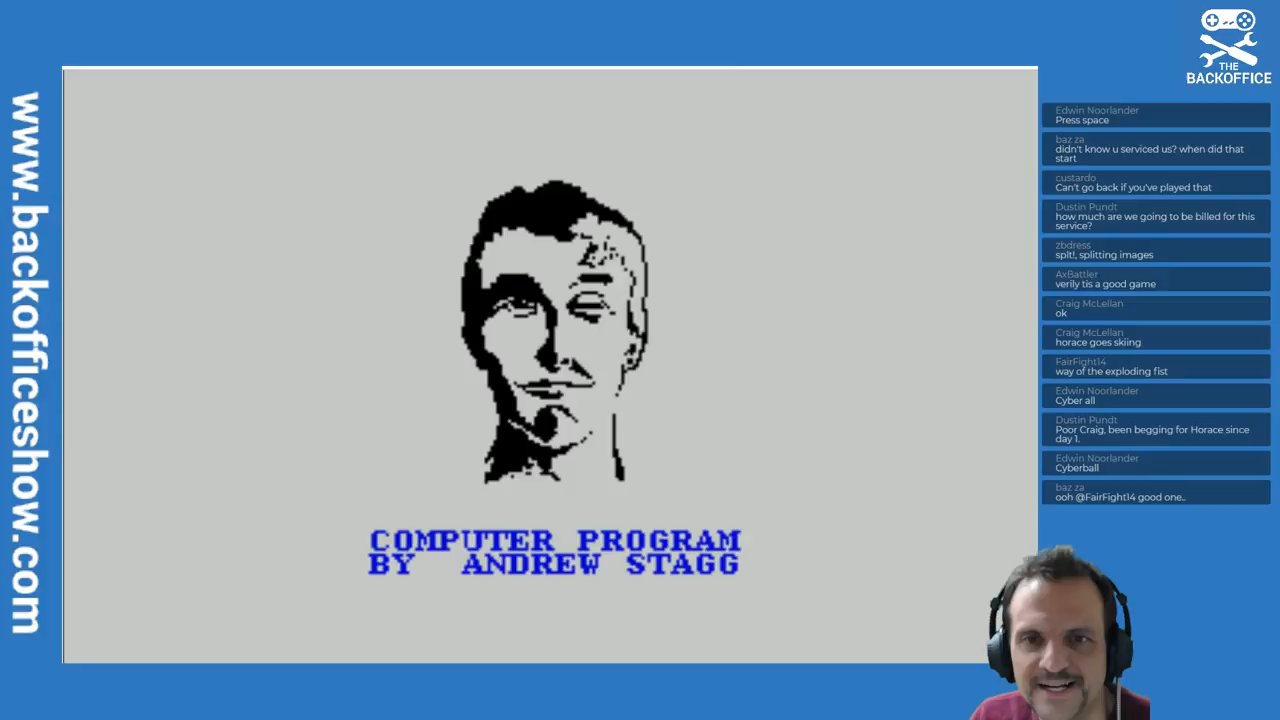 www.backofficeshow.com
COMPUTER PROGRAM
BY ANDREW STAGG
THE
BACKOFFICE
Edwin Noorlander
Press space
baz za
didn't know u serviced us? when did that
start
custardo
Can't go back if you've played that
Dustin Pundt
how much are we going to be billed for this
service?
zbdress
splt!, splitting images
AxBattler
verily tis a good game
Craig McLellan
ok
Craig McLellan
horace goes skiing
FairFight14
way of the exploding fist
Edwin Noorlander
Cyber all
Dustin Pundt
Poor Craig, been begging for Horace since
day 1.
Edwin Noorlander
Cyberball
baz za
ooh @FairFight14 good one..